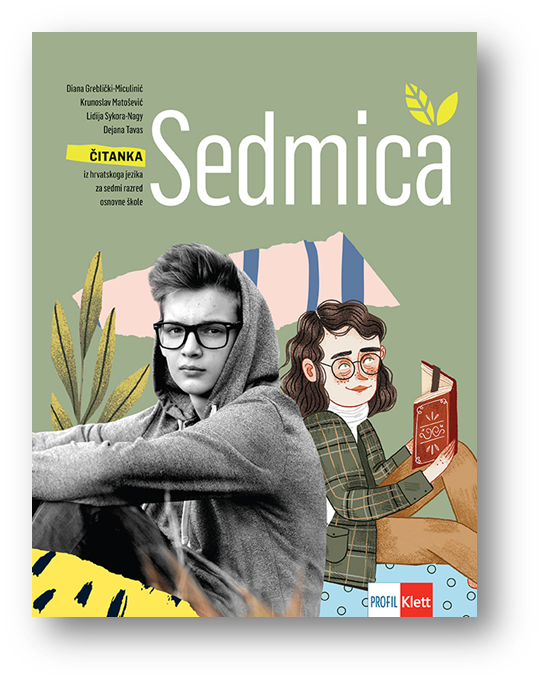 Diana Greblički-Miculinić
Krunoslav Matošević
Lidija Sykora-Nagy
Dejana Tavas
Sedmica
ČITANKA
iz hrvatskoga jezika
za sedmi razred
osnovne škole
PROFIL Klett